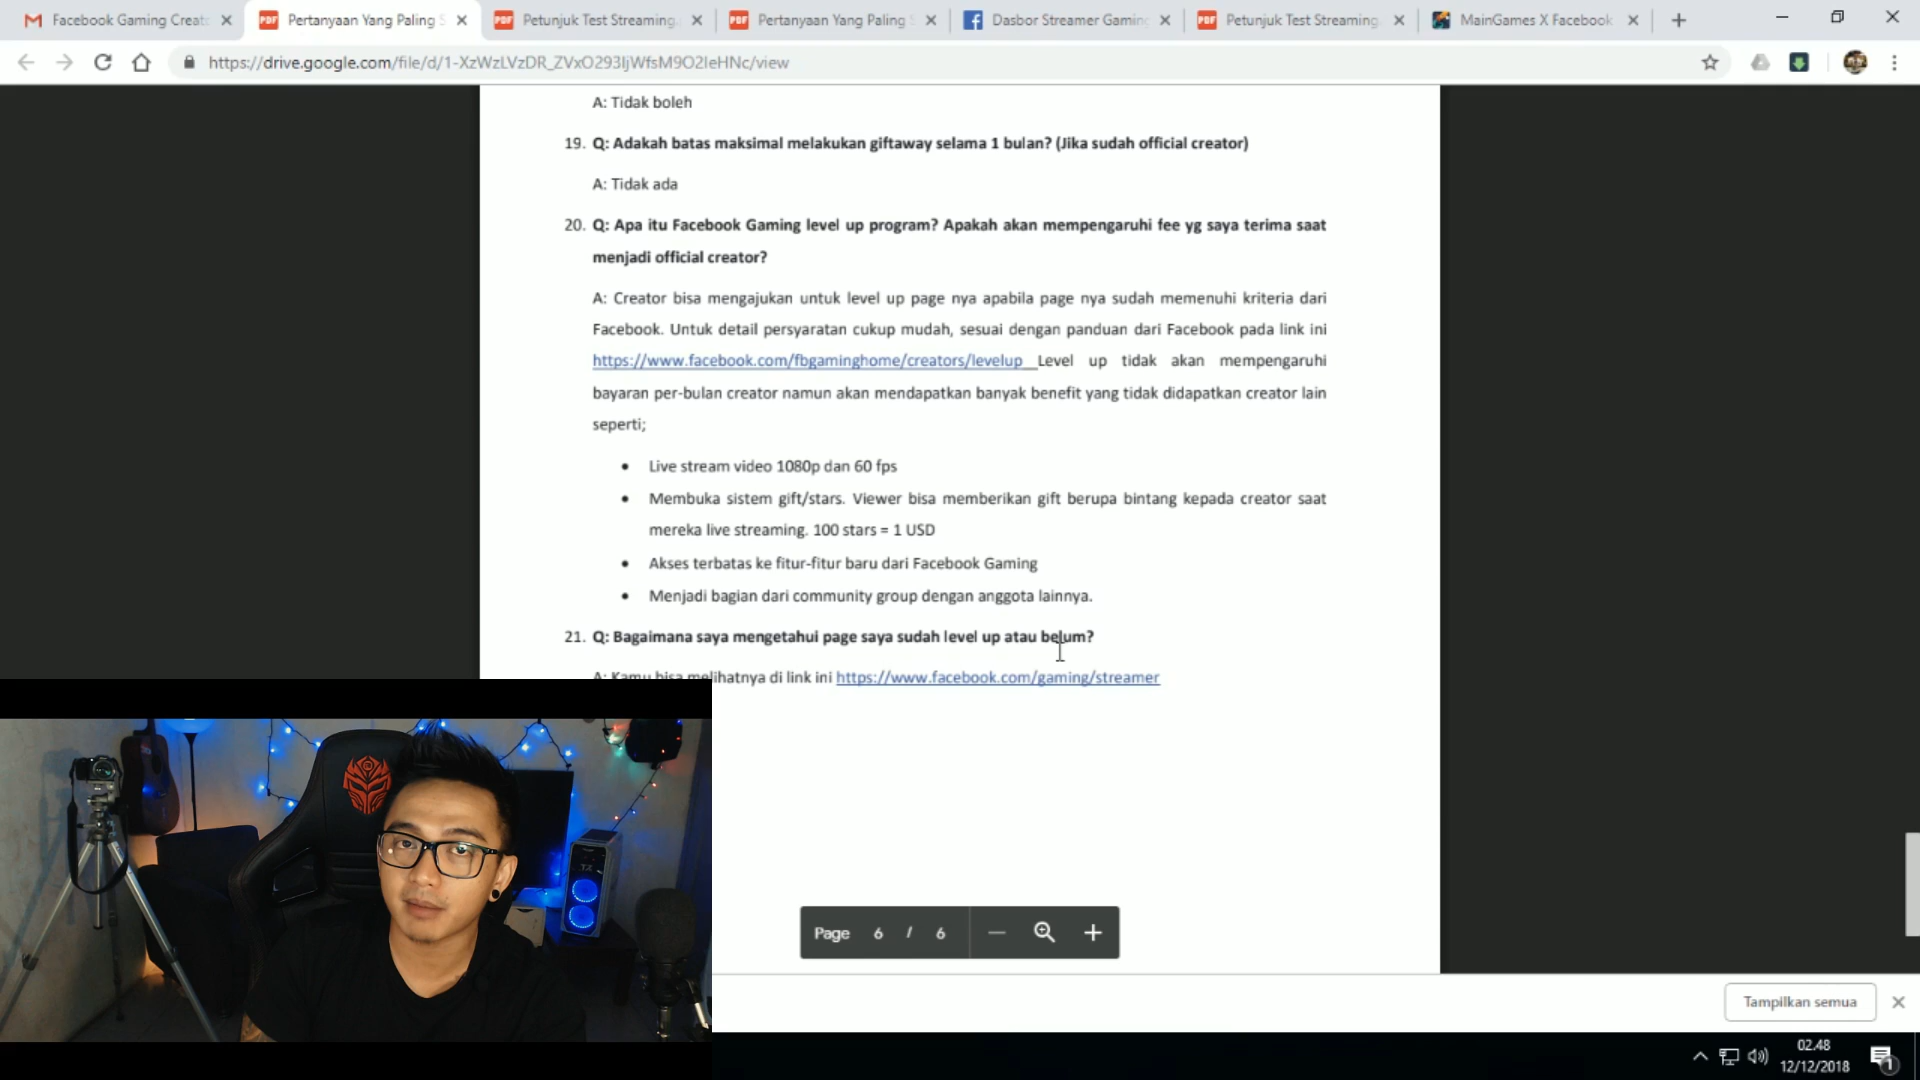 Facebook Gaming Creat
Pertanyaan Yang Paling S
Petunjuk Test Streaming
Pertanyaan Yang Paling S
Dasbor Streamer Gaming
Petunjuk Test Streaming
MainGames X Facebook
https://drive.google.com/file/d/1-XzWzLVzDR_ZVxO293IjWfsM9O2IeHNc/view
A: Tidak boleh
19. Q: Adakah batas maksimal melakukan giftaway selama 1 bulan? (Jika sudah official creator)
A: Tidak ada
20. Q: Apa itu Facebook Gaming level up program? Apakah akan mempengaruhi fee yg saya terima saat
menjadi official creator?
A: Creator bisa mengajukan untuk level up page nya apabila page nya sudah memenuhi kriteria dari
Facebook. Untuk detail persyaratan cukup mudah, sesuai dengan panduan dari Facebook pada link ini
https://www.facebook.com/fbgaminghome/creators/levelup Level up tidak akan mempengaruhi
bayaran per-bulan creator namun akan mendapatkan banyak benefit yang tidak didapatkan creator lain
seperti;
• Live stream video 1080p dan 60 fps
• Membuka sistem gift/stars. Viewer bisa memberikan gift berupa bintang kepada creator saat
mereka live streaming. 100 stars = 1 USD
• Akses terbatas ke fitur-fitur baru dari Facebook Gaming
• Menjadi bagian dari community group dengan anggota lainnya.
21. Q: Bagaimana saya mengetahui page saya sudah level up atau belum?
A: Kamu bisa melihatnya di link ini https://www.facebook.com/gaming/streamer
Page 6 / 6
Tampilkan semua
02.48
12/12/2018
1